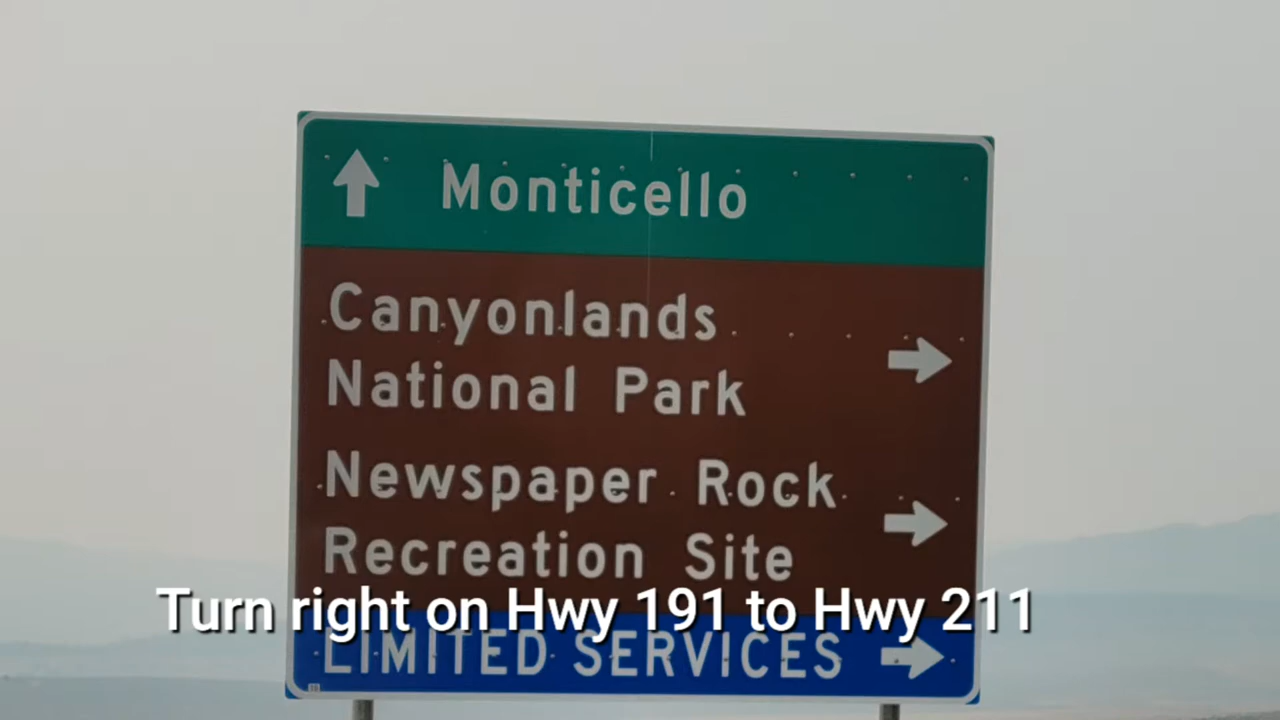 Monticello
Canyonlands
National Park
Newspaper Rock
Recreation Site
Turn right on Hwy 191 to Hwy 211
LIMITED SERVICES